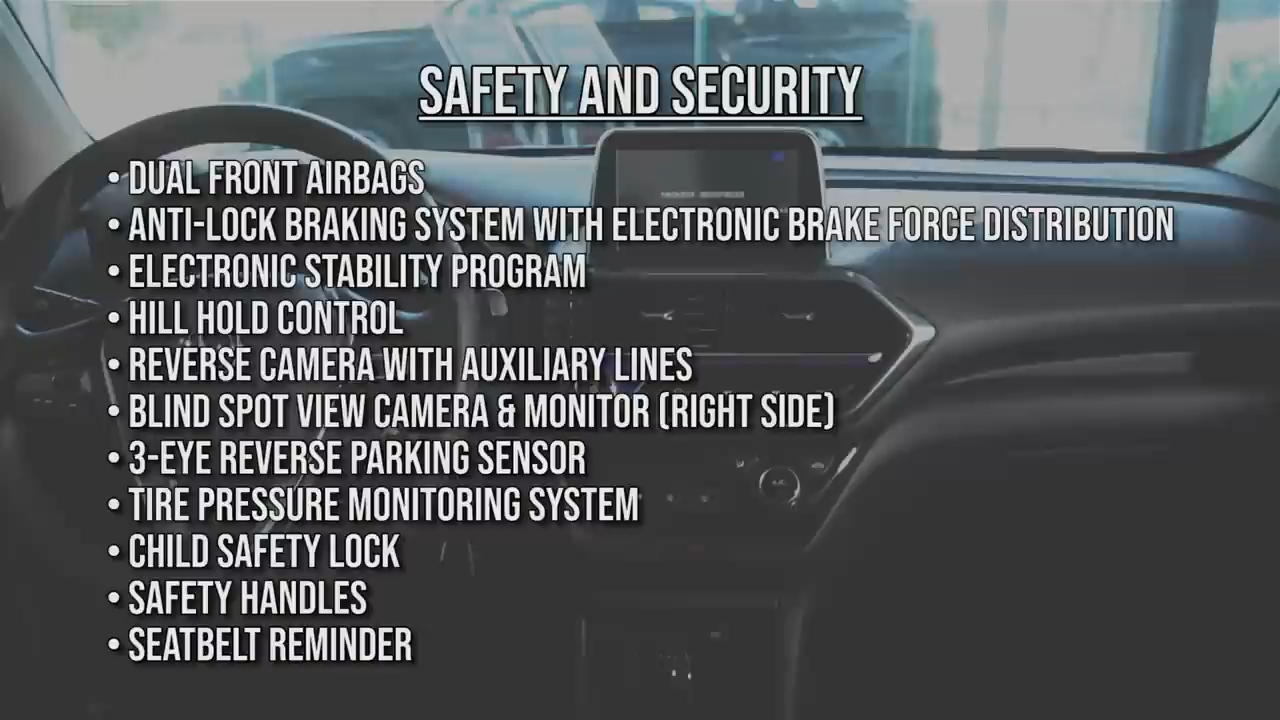 SAFETY AND SECURITY
• DUAL FRONT AIRBAGS
• ANTI-LOCK BRAKING SYSTEM WITH ELECTRONIC BRAKE FORCE DISTRIBUTION
• ELECTRONIC STABILITY PROGRAM
• HILL HOLD CONTROL
• REVERSE CAMERA WITH AUXILIARY LINES
• BLIND SPOT VIEW CAMERA & MONITOR (RIGHT SIDE)
• 3-EYE REVERSE PARKING SENSOR
• TIRE PRESSURE MONITORING SYSTEM
• CHILD SAFETY LOCK
• SAFETY HANDLES
• SEATBELT REMINDER